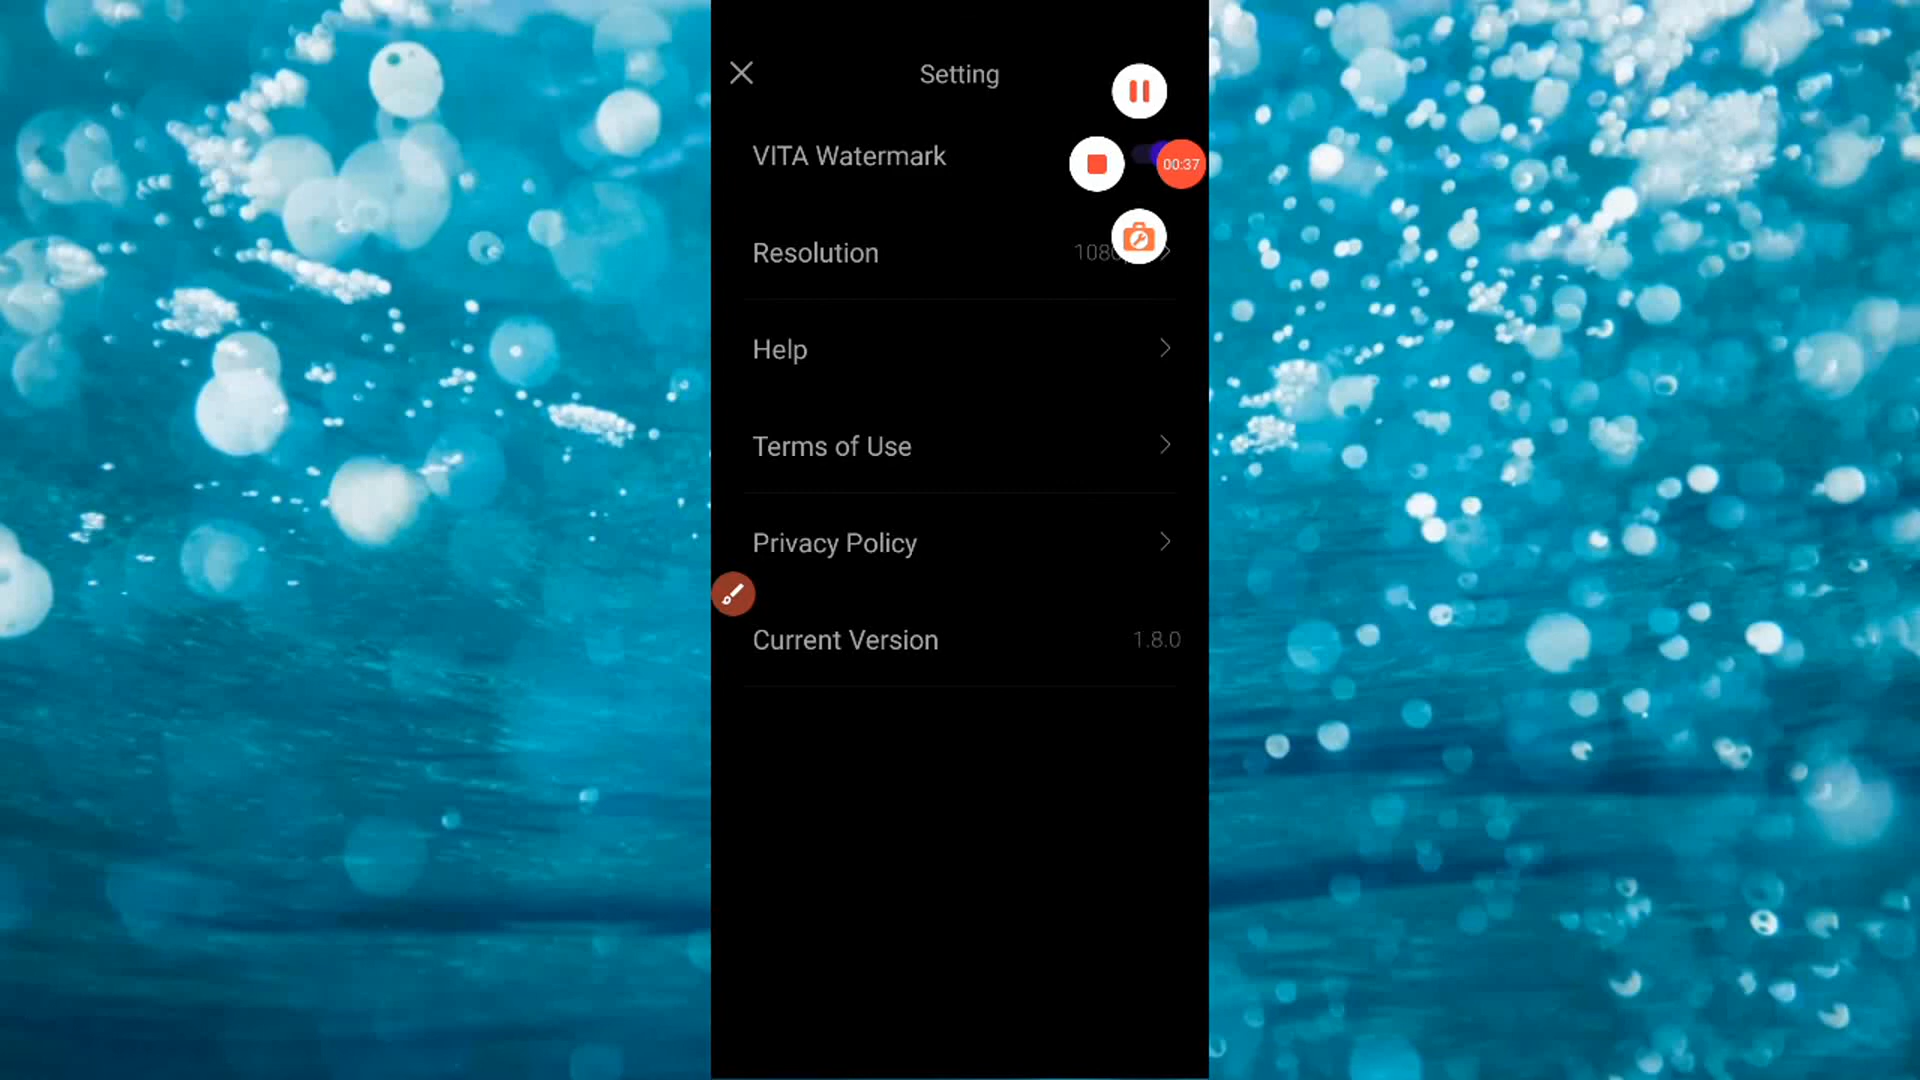 Setting
VITA Watermark
00:37
Resolution
Help
Terms of Use
Privacy Policy
Current Version 1.8.0